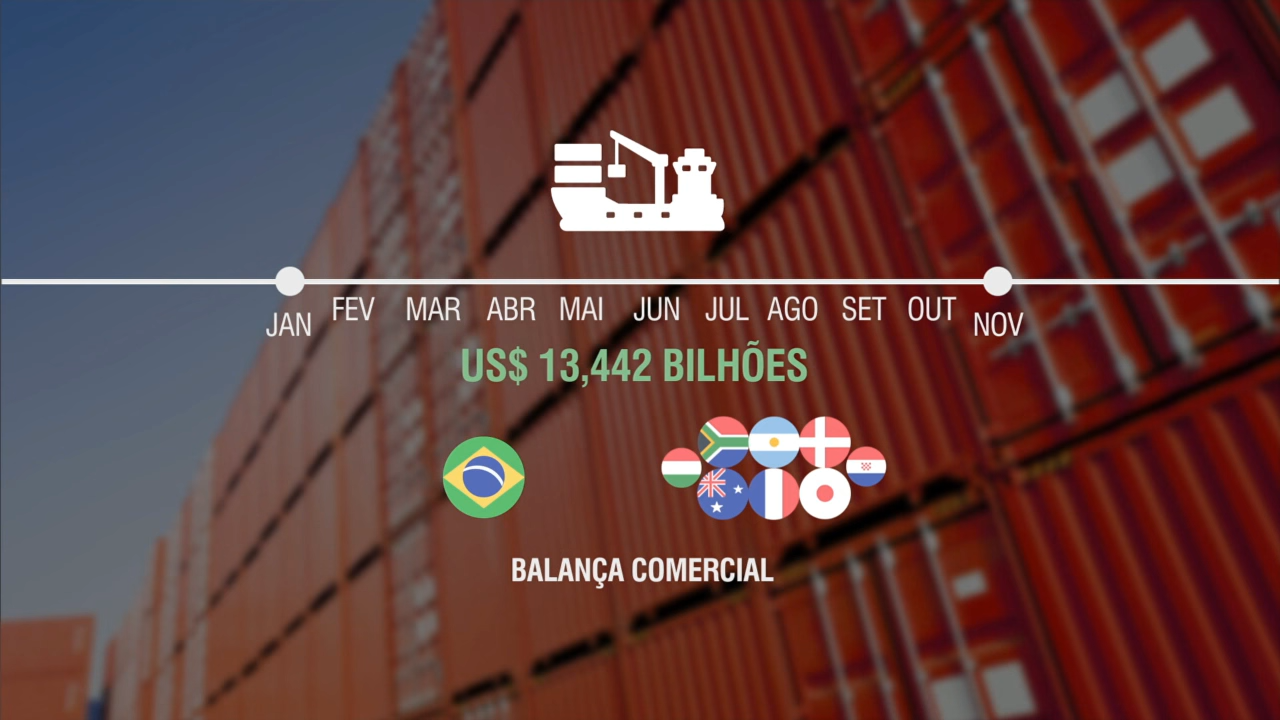 JAN FEV MAR ABR MAI JUN JUL AGO SET OUT NOV
US$ 13,442 BILHÕES
BALANÇA COMERCIAL